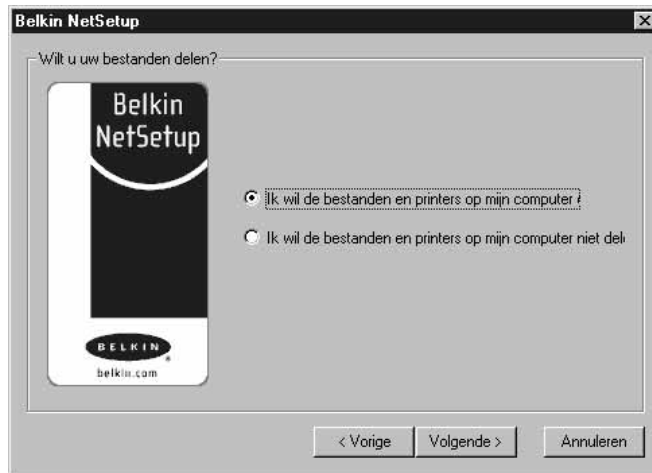 Belkin NetSetup
Wilt u uw bestanden delen?
Belkin
NetSetup
Ik wil de bestanden en printers op mijn computer
Ik wil de bestanden en printers op mijn computer niet del
BELKIN®
belkin.com
< Vorige
Volgende >
Annuleren